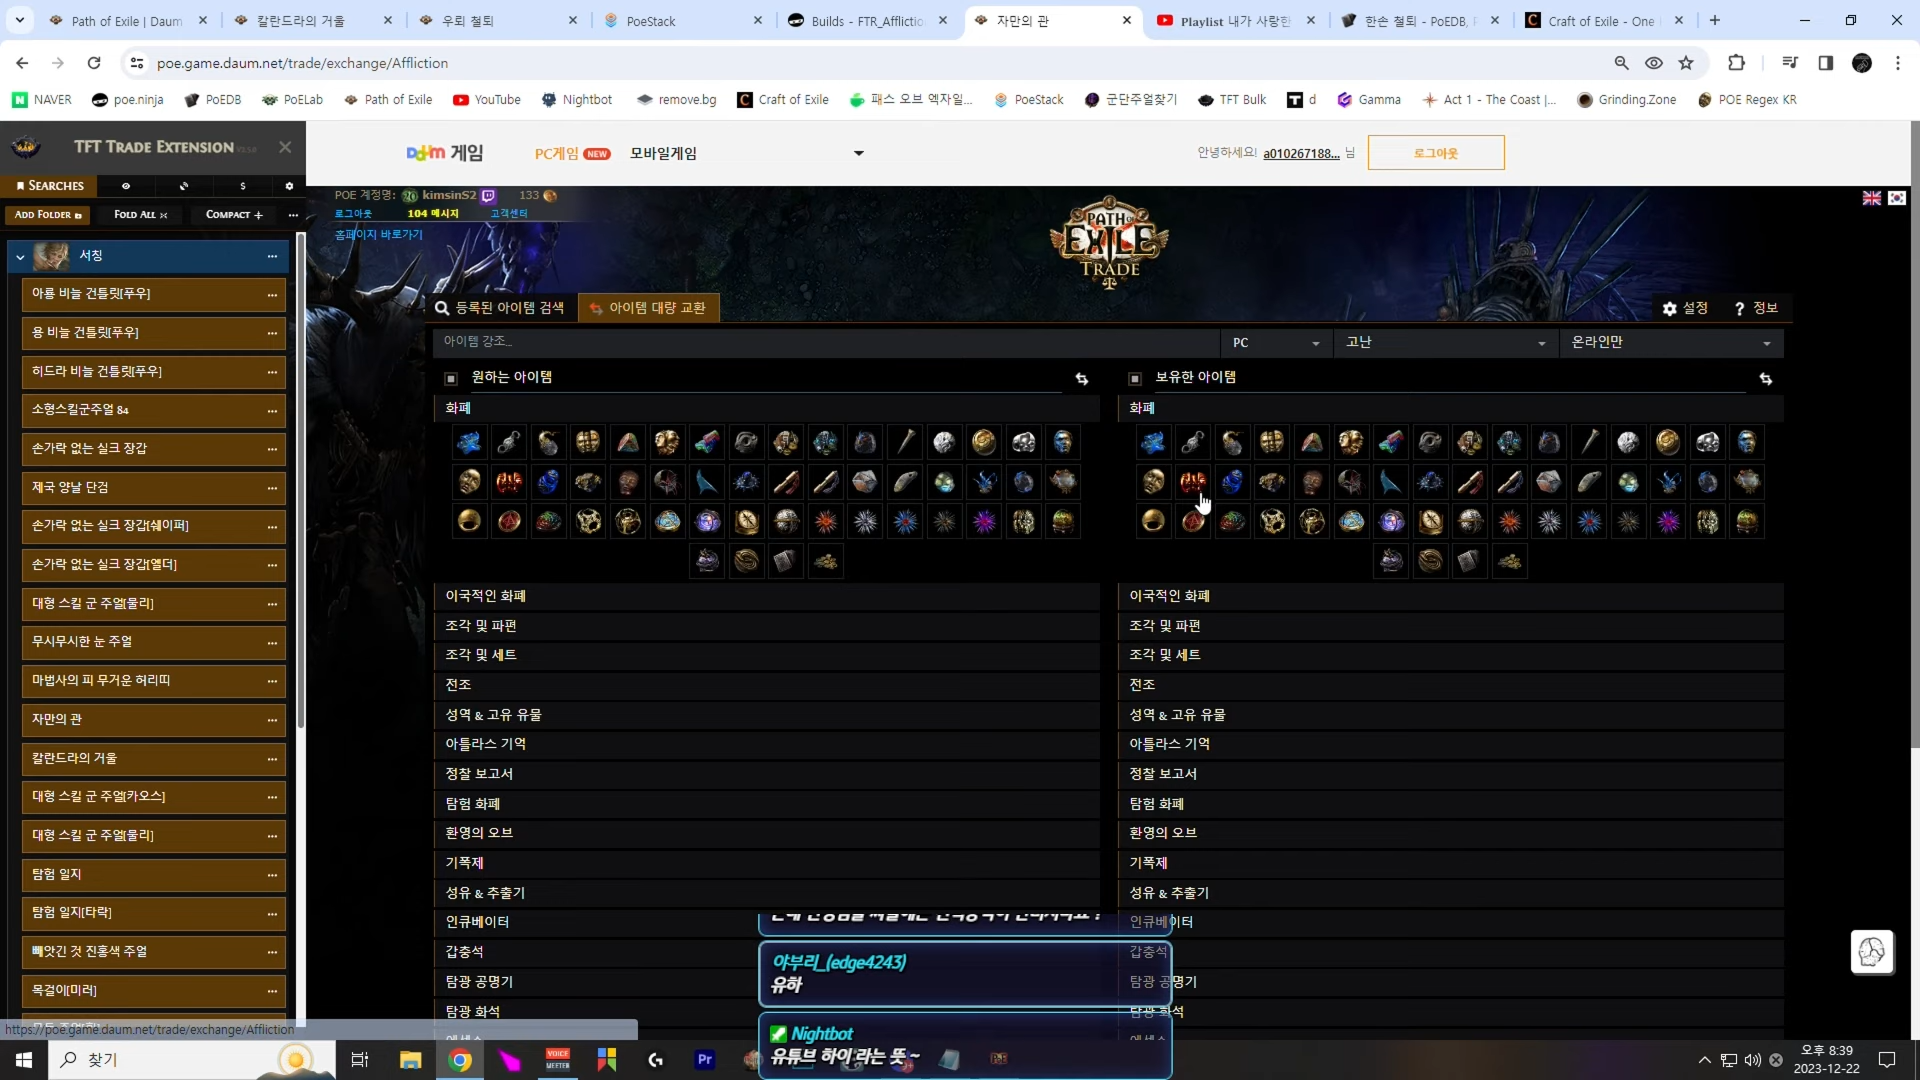 Path of Exile | Daum
칼란드라의 거울
우뢰 철퇴
PoeStack
Builds - FTR_Afflictio
자만의 관
Playlist 내가 사랑한
한손 철퇴 - PoEDB, P
Craft of Exile - One
poe.game.daum.net/trade/exchange/Affliction
NAVER
poe.ninja
PoEDB
PoELab
Path of Exile
YouTube
Nightbot
remove.bg
Craft of Exile
패스 오브 엑자일...
PoeStack
군단주얼찾기
TFT Bulk
d
Gamma
Act 1 - The Coast |...
Grinding.Zone
POE Regex KR
TFT Trade Extension
Daum 게임
PC게임 NEW
모바일게임
안녕하세요! a010267188... 님
로그아웃
Searches
$
Add Folder
Fold All
Compact
POE 계정명: 20 kimsinS2 133
로그아웃 104 메시지 고객센터
홈페이지 바로가기
PATH OF EXILE TRADE
서칭
아룡 비늘 건틀릿[푸우]
용 비늘 건틀릿[푸우]
히드라 비늘 건틀릿[푸우]
소형스킬군주얼 84
손가락 없는 실크 장갑
제국 양날 단검
손가락 없는 실크 장갑[쉐이퍼]
손가락 없는 실크 장갑[엘더]
대형 스킬 군 주얼[물리]
무시무시한 눈 주얼
마법사의 피 무거운 허리띠
자만의 관
칼란드라의 거울
대형 스킬 군 주얼[카오스]
대형 스킬 군 주얼[물리]
탐험 일지
탐험 일지[타락]
빼앗긴 것 진홍색 주얼
목걸이[미러]
등록된 아이템 검색
아이템 대량 교환
설정
? 정보
아이템 강조...
PC
고난
온라인만
원하는 아이템
보유한 아이템
화폐
화폐
이국적인 화폐
이국적인 화폐
조각 및 파편
조각 및 파편
조각 및 세트
조각 및 세트
전조
전조
성역 & 고유 유물
성역 & 고유 유물
아틀라스 기억
아틀라스 기억
정찰 보고서
정찰 보고서
탐험 화폐
탐험 화폐
환영의 오브
환영의 오브
기폭제
기폭제
성유 & 추출기
성유 & 추출기
인큐베이터
인큐베이터
갑충석
갑충석
탐광 공명기
탐광 공명기
탐광 화석
탐광 화석
야부리_(edge4243)
유하
Nightbot
유튜브 하이 라는 뜻 ~
https://poe.game.daum.net/trade/exchange/Affliction
찾기
VOICE MEETER
Pr
오후 8:39
2023-12-22